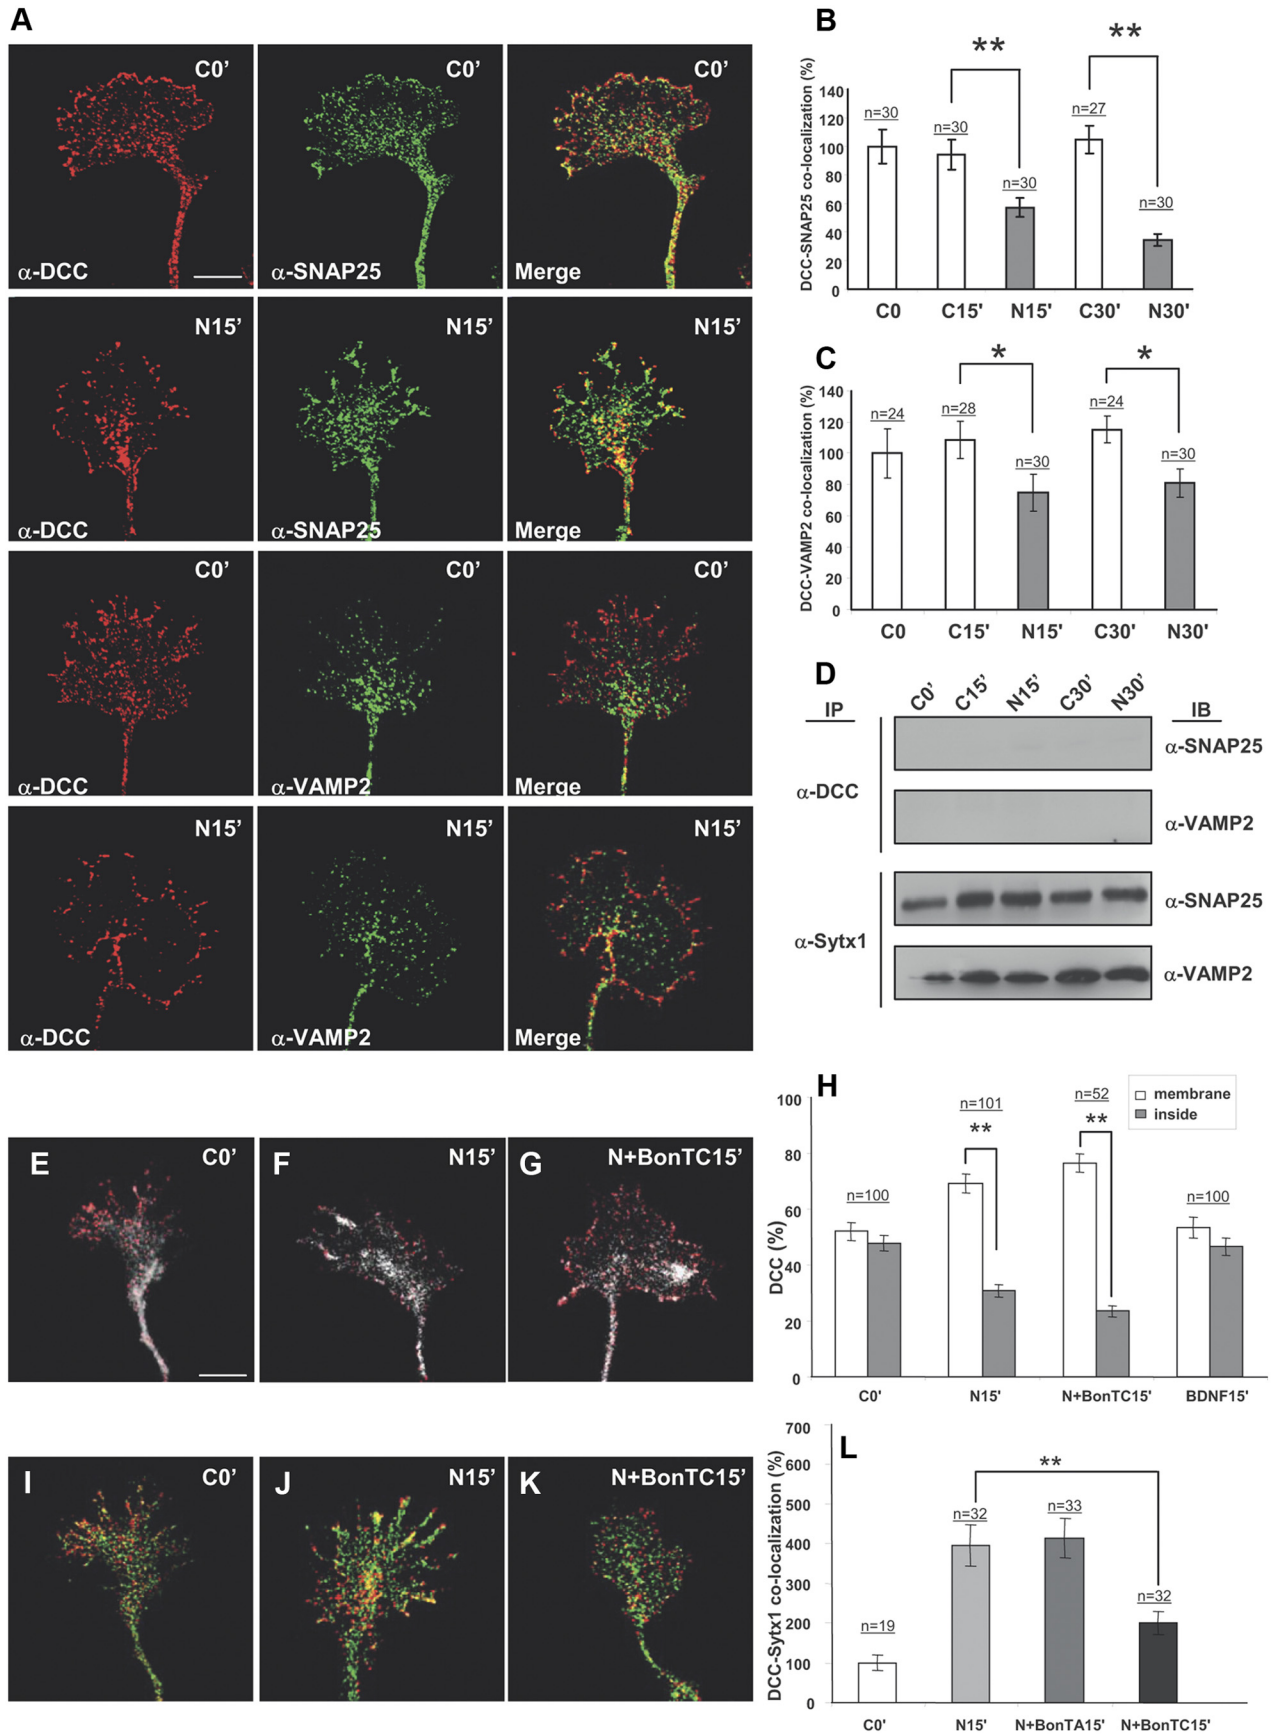 A
C0’ C0’ C0’
α-DCC α-SNAP25 Merge
N15’ N15’ N15’
α-DCC α-SNAP25 Merge
C0’ C0’ C0’
α-DCC α-VAMP2 Merge
N15’ N15’ N15’
α-DCC α-VAMP2 Merge
B
DCC-SNAP25 co-localization (%)
140
120
100
80
60
40
20
0
n=30
n=30
n=30
n=27
n=30
** **
C0 C15' N15' C30' N30'
C
DCC-VAMP2 co-localization (%)
140
120
100
80
60
40
20
0
n=24
n=28
n=30
n=24
n=30
* *
C0 C15' N15' C30' N30'
D
C0’ C15’ N15’ C30’ N30’
IP IB
α-DCC
α-SNAP25
α-VAMP2
α-Sytx1
α-SNAP25
α-VAMP2
E C0’
F N15’
G N+BonTC15’
H
membrane
inside
DCC (%)
100
80
60
40
20
0
n=100
n=101
**
n=52
**
n=100
C0' N15' N+BonTC15' BDNF15'
I C0’
J N15’
K N+BonTC15’
L
DCC-Sytx1 co-localization (%)
700
600
500
400
300
200
100
0
n=19
n=32
n=33
n=32
**
C0' N15' N+BonTA15' N+BonTC15'